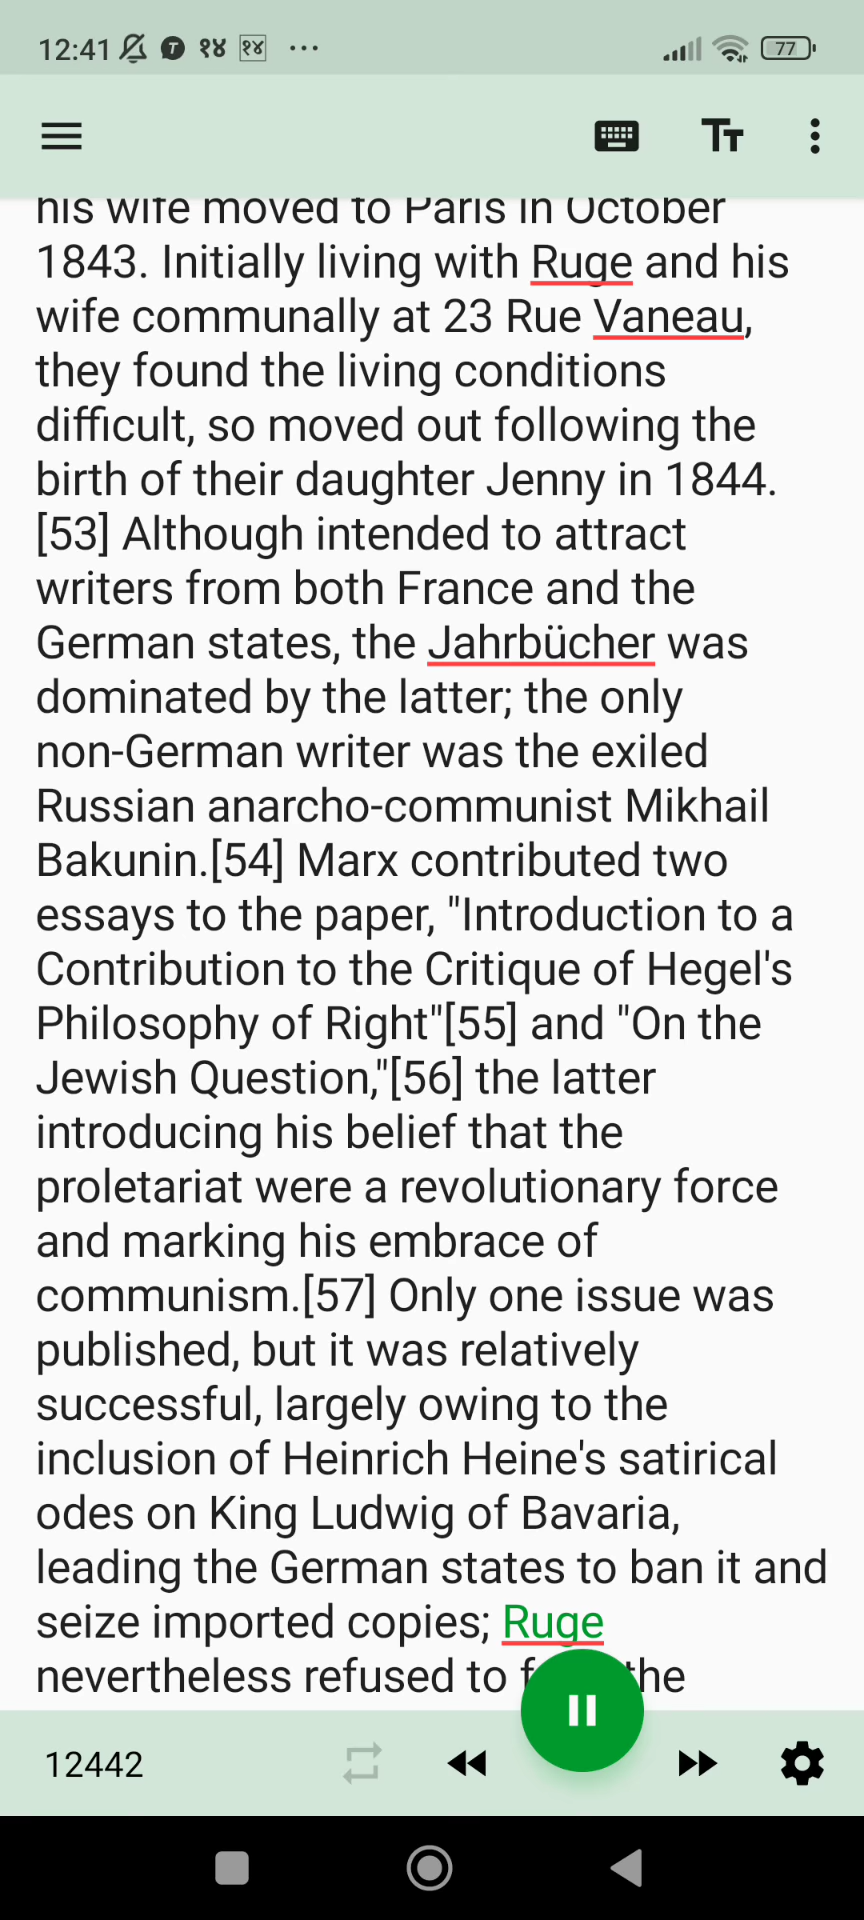 12:41 १४ १४ ... 77
his wife moved to Paris in October
1843. Initially living with Ruge and his
wife communally at 23 Rue Vaneau,
they found the living conditions
difficult, so moved out following the
birth of their daughter Jenny in 1844.
[53] Although intended to attract
writers from both France and the
German states, the Jahrbücher was
dominated by the latter; the only
non-German writer was the exiled
Russian anarcho-communist Mikhail
Bakunin.[54] Marx contributed two
essays to the paper, "Introduction to a
Contribution to the Critique of Hegel's
Philosophy of Right"[55] and "On the
Jewish Question,"[56] the latter
introducing his belief that the
proletariat were a revolutionary force
and marking his embrace of
communism.[57] Only one issue was
published, but it was relatively
successful, largely owing to the
inclusion of Heinrich Heine's satirical
odes on King Ludwig of Bavaria,
leading the German states to ban it and
seize imported copies; Ruge
nevertheless refused to the
12442